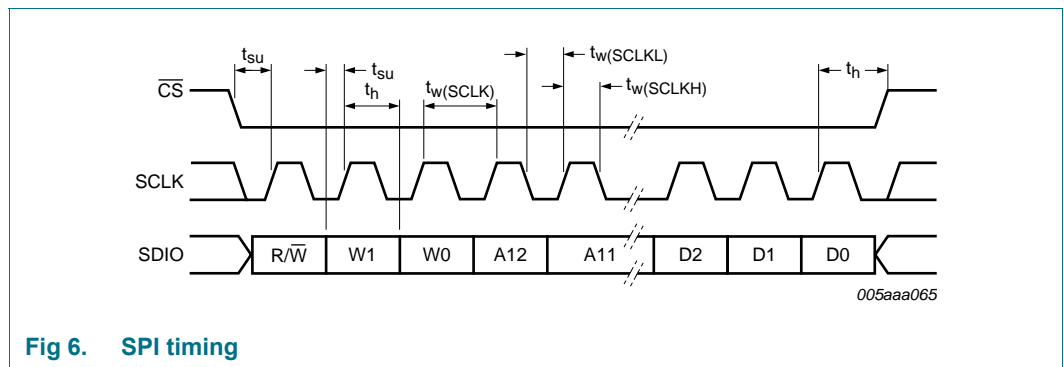 tsu
tsu
th
tw(SCLK)
tw(SCLKL)
tw(SCLKH)
th
CS
SCLK
SDIO
R/W W1 W0 A12 A11 D2 D1 D0
005aaa065
Fig 6. SPI timing